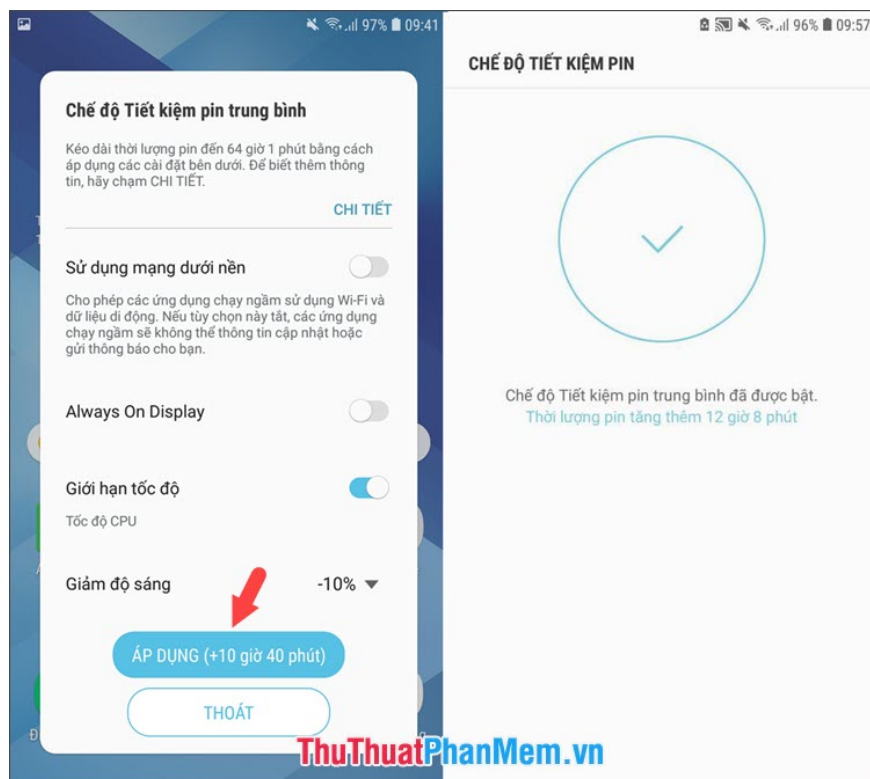 97% 09:41
Chế độ Tiết kiệm pin trung bình
Kéo dài thời lượng pin đến 64 giờ 1 phút bằng cách
áp dụng các cài đặt bên dưới. Để biết thêm thông
tin, hãy chạm CHI TIẾT.
CHI TIẾT
Sử dụng mạng dưới nền
Cho phép các ứng dụng chạy ngầm sử dụng Wi-Fi và
dữ liệu di động. Nếu tùy chọn này tắt, các ứng dụng
chạy ngầm sẽ không thể thông tin cập nhật hoặc
gửi thông báo cho bạn.
Always On Display
Giới hạn tốc độ
Tốc độ CPU
Giảm độ sáng -10%
ÁP DỤNG (+10 giờ 40 phút)
THOÁT
96% 09:57
CHẾ ĐỘ TIẾT KIỆM PIN
Chế độ Tiết kiệm pin trung bình đã được bật.
Thời lượng pin tăng thêm 12 giờ 8 phút
ThuThuatPhanMem.vn